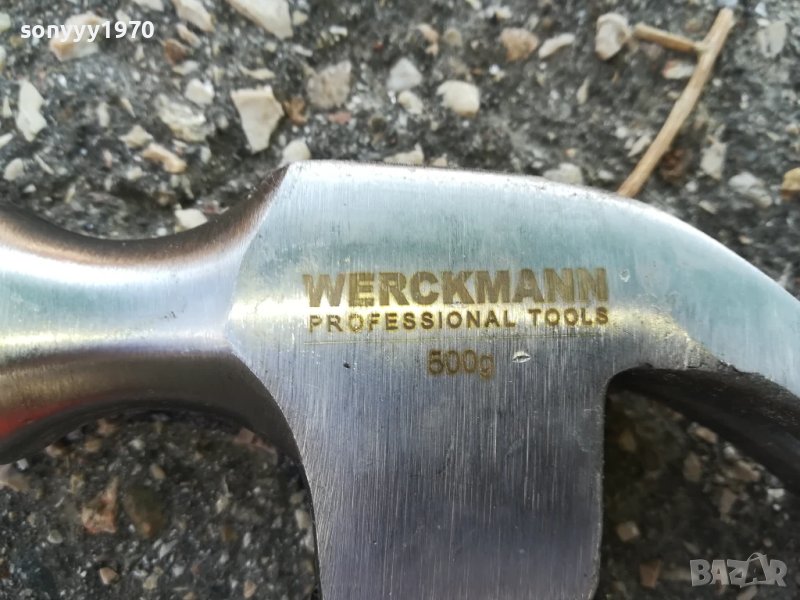 sonyyy1970
WERCKMANN
PROFESSIONAL TOOLS
500g
BAZAR